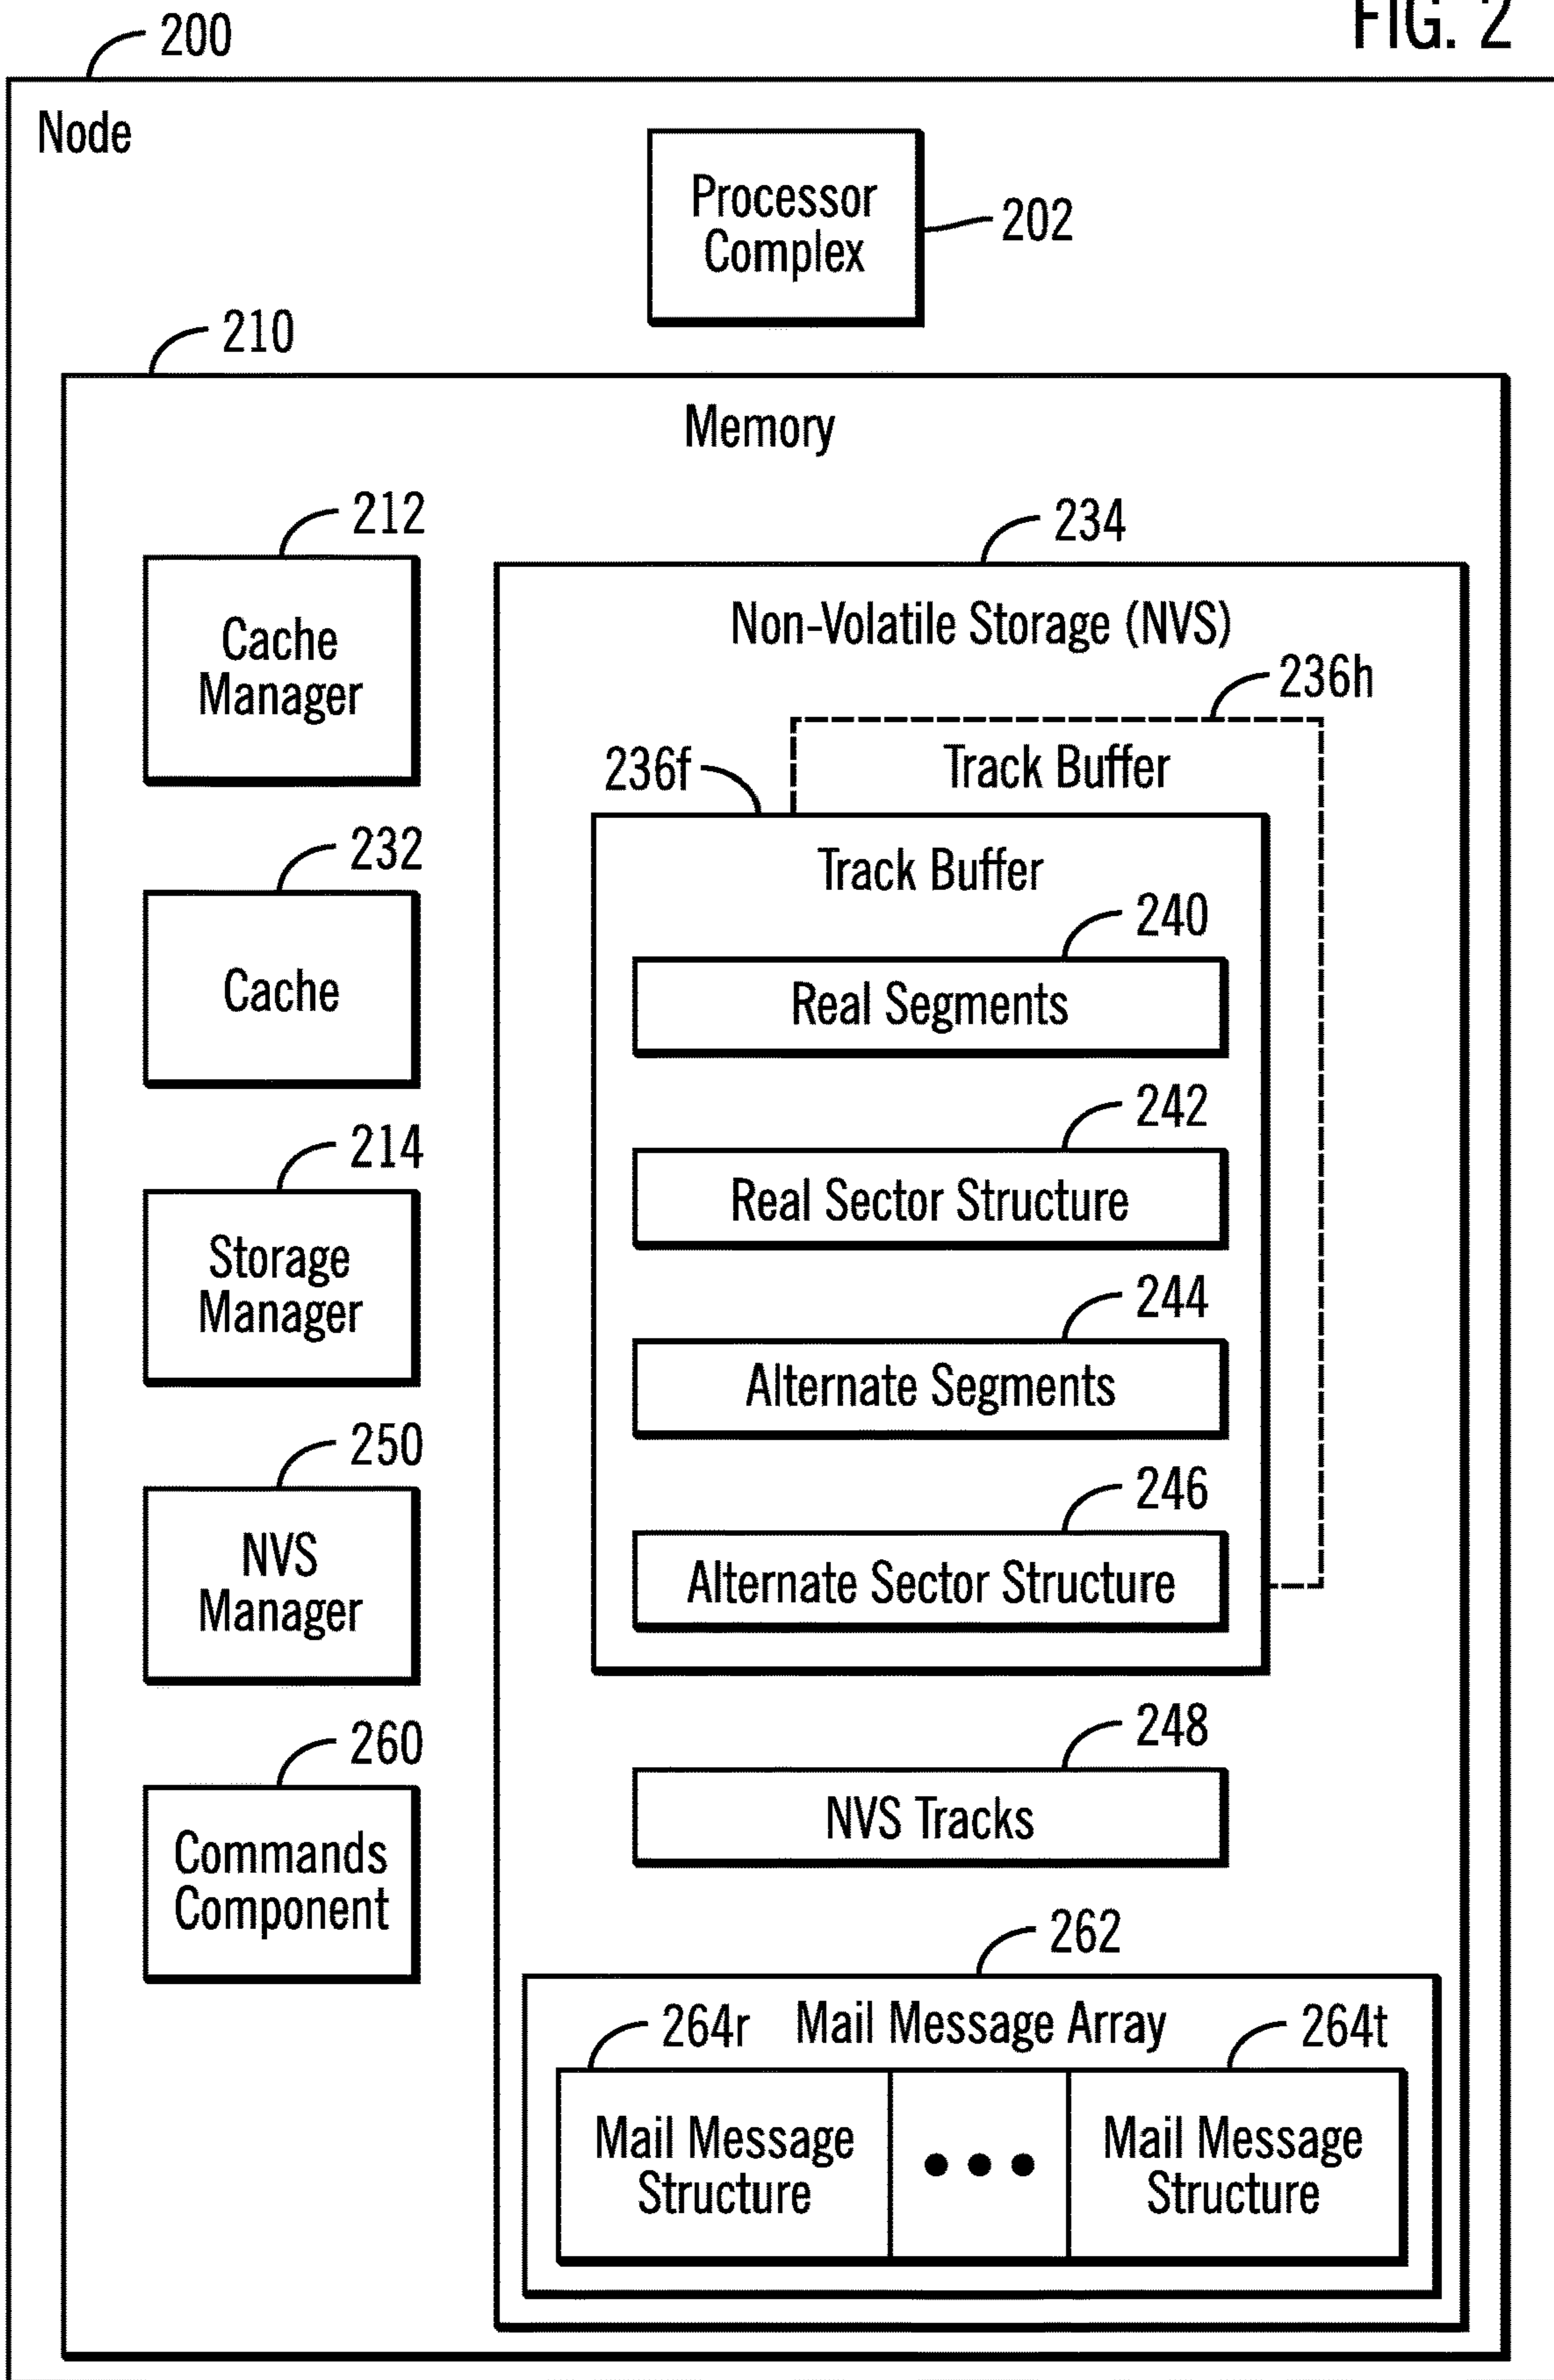 FIG. 2
200
Node
Processor
Complex
202
210
Memory
212
Cache
Manager
232
Cache
214
Storage
Manager
250
NVS
Manager
260
Commands
Component
234
Non-Volatile Storage (NVS)
236h
Track Buffer
236f
Track Buffer
240
Real Segments
242
Real Sector Structure
244
Alternate Segments
246
Alternate Sector Structure
248
NVS Tracks
262
Mail Message Array
264r
264t
Mail Message
Structure
Mail Message
Structure